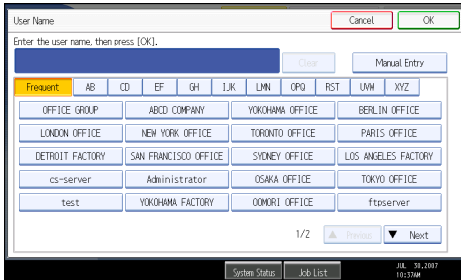 User Name
Cancel
OK
Enter the user name, then press [OK].
Clear
Manual Entry
Frequent AB CD EF GH IJK LMN OPQ RST UVW XYZ
OFFICE GROUP ABCD COMPANY YOKOHAMA OFFICE BERLIN OFFICE
LONDON OFFICE NEW YORK OFFICE TORONTO OFFICE PARIS OFFICE
DETROIT FACTORY SAN FRANCISCO OFFICE SYDNEY OFFICE LOS ANGELES FACTORY
cs-server Administrator OSAKA OFFICE TOKYO OFFICE
test YOKOHAMA FACTORY OOMORI OFFICE ftpserver
1/2 ▲ Previous ▼ Next
System Status Job List
JUL 30,2007
10:37AM